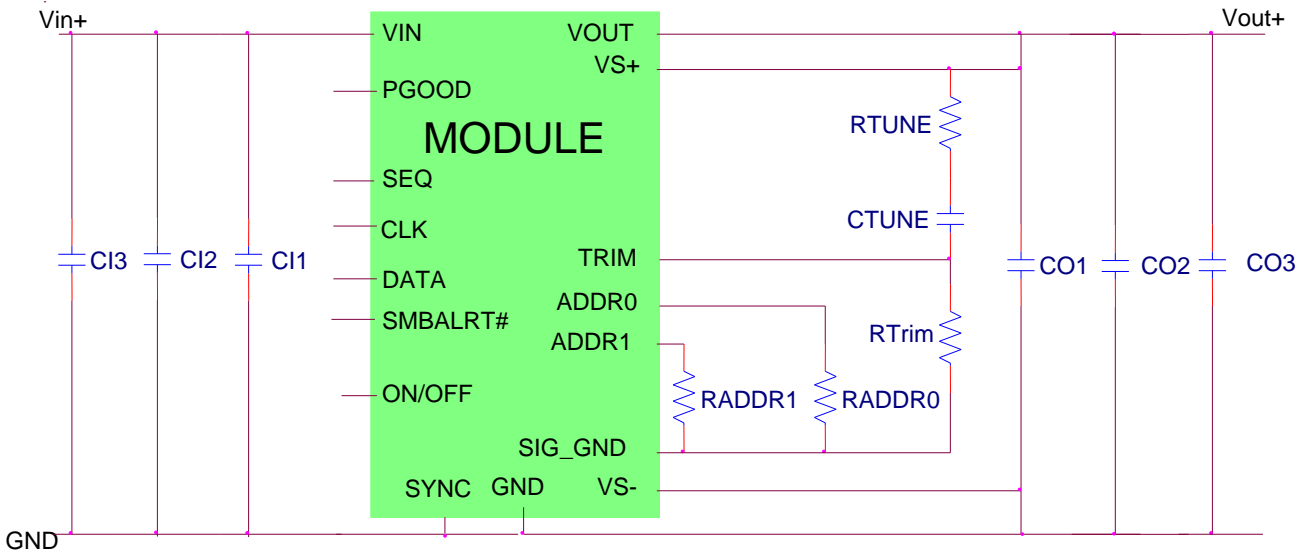 Vin+
Vout+
VIN
VOUT
VS+
PGOOD
RTUNE
MODULE
SEQ
CTUNE
CLK
TRIM
CI3
CI2
CI1
CO1
CO2
CO3
DATA
ADDR0
SMBALRT#
RTrim
ADDR1
ON/OFF
RADDR1
RADDR0
SIG_GND
SYNC
GND
VS-
GND